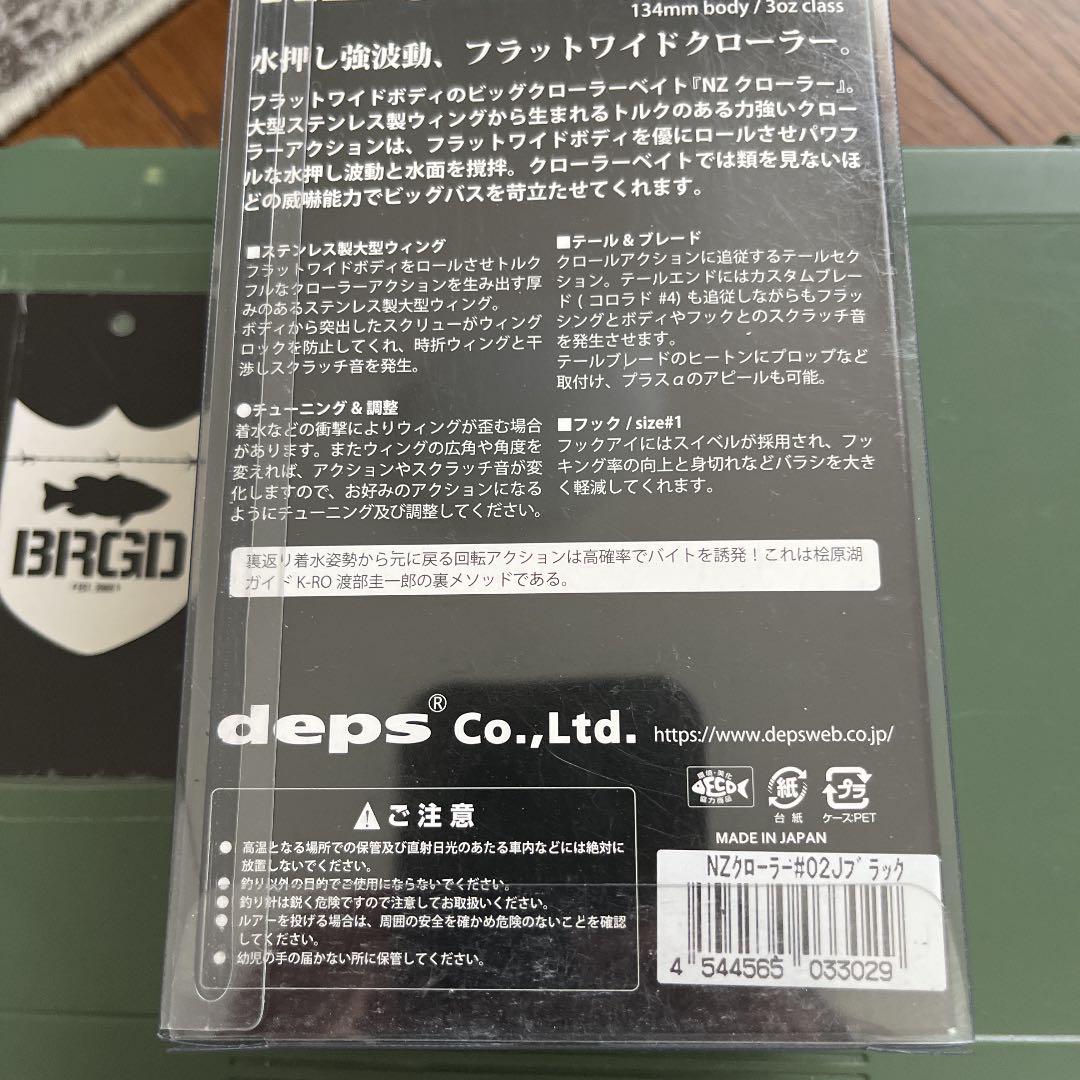 134mm body / 3oz class
水押し強波動、フラットワイドクローラー。
フラットワイドボディのビッグクローラーベイト『NZ クローラー』。
大型ステンレス製ウィングから生まれるトルクのある力強いクロー
ラーアクションは、フラットワイドボディを優にロールさせパワフ
ルな水押し波動と水面を撹拌。クローラーベイトでは類を見ないほ
どの威嚇能力でビッグバスを苛立たせてくれます。
■ステンレス製大型ウィング
フラットワイドボディをロールさせトルク
フルなクローラーアクションを生み出す厚
みのあるステンレス製大型ウィング。
ボディから突出したスクリューがウィング
ロックを防止してくれ、時折ウィングと干
渉しスクラッチ音を発生。
●チューニング & 調整
着水などの衝撃によりウィングが歪む場合
があります。またウィングの広角や角度を
変えれば、アクションやスクラッチ音が変
化しますので、お好みのアクションになる
ようにチューニング及び調整してください。
■テール & ブレード
クロールアクションに追従するテールセク
ション。テールエンドにはカスタムブレー
ド ( コロラド #4) も追従しながらもフラッ
シングとボディやフックとのスクラッチ音
を発生させます。
テールブレードのヒートンにプロップなど
取付け、プラスαのアピールも可能。
■フック / size#1
フックアイにはスイベルが採用され、フッ
キング率の向上と身切れなどバラシを大き
く軽減してくれます。
裏返り着水姿勢から元に戻る回転アクションは高確率でバイトを誘発！これは桧原湖
ガイド K-RO 渡部圭一郎の裏メソッドである。
BRGD
deps® Co.,Ltd. https://www.depsweb.co.jp/
環境・美化
ECO
協力商品
紙
台 紙
プラ
ケース:PET
MADE IN JAPAN
ご注意
● 高温となる場所での保管及び直射日光のあたる車内などには絶対に
放置しないでください。
● 釣り以外の目的でご使用にならないでください。
● 釣り針は鋭く危険ですので注意してお取扱いください。
● ルアーを投げる場合は、周囲の安全を確かめ危険のないことを確認
してください。
● 幼児の手の届かない所に保管してください。
NZクローラー#02Jブラック
4 544565 033029